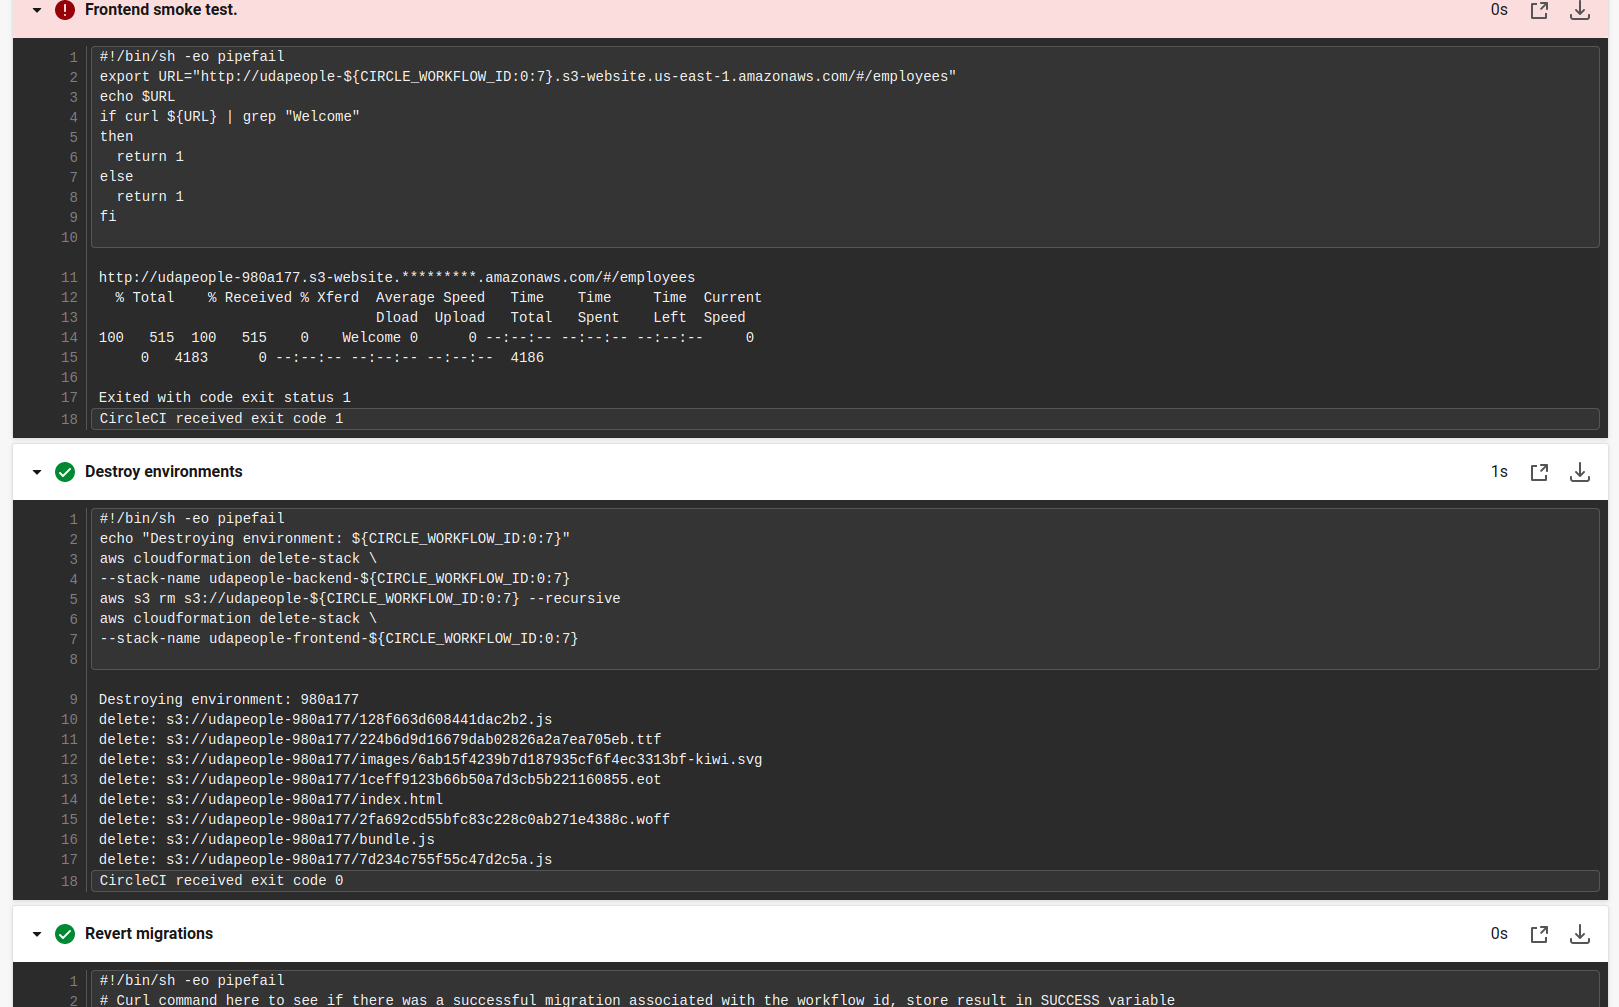 Frontend smoke test.
0s
1 #!/bin/sh -eo pipefail
2 export URL="http://udapeople-${CIRCLE_WORKFLOW_ID:0:7}.s3-website.us-east-1.amazonaws.com/#/employees"
3 echo $URL
4 if curl ${URL} | grep "Welcome"
5 then
6   return 1
7 else
8   return 1
9 fi
10
11 http://udapeople-980a177.s3-website.*********.amazonaws.com/#/employees
12   % Total    % Received % Xferd  Average Speed   Time    Time     Time  Current
13                                  Dload  Upload   Total   Spent    Left  Speed
14 100   515  100   515    0    Welcome 0      0 --:--:-- --:--:-- --:--:--     0
15      0   4183      0 --:--:-- --:--:-- --:--:--  4186
16
17 Exited with code exit status 1
18 CircleCI received exit code 1
Destroy environments
1s
1 #!/bin/sh -eo pipefail
2 echo "Destroying environment: ${CIRCLE_WORKFLOW_ID:0:7}"
3 aws cloudformation delete-stack \
4 --stack-name udapeople-backend-${CIRCLE_WORKFLOW_ID:0:7}
5 aws s3 rm s3://udapeople-${CIRCLE_WORKFLOW_ID:0:7} --recursive
6 aws cloudformation delete-stack \
7 --stack-name udapeople-frontend-${CIRCLE_WORKFLOW_ID:0:7}
8
9 Destroying environment: 980a177
10 delete: s3://udapeople-980a177/128f663d608441dac2b2.js
11 delete: s3://udapeople-980a177/224b6d9d16679dab02826a2a7ea705eb.ttf
12 delete: s3://udapeople-980a177/images/6ab15f4239b7d187935cf6f4ec3313bf-kiwi.svg
13 delete: s3://udapeople-980a177/1ceff9123b66b50a7d3cb5b221160855.eot
14 delete: s3://udapeople-980a177/index.html
15 delete: s3://udapeople-980a177/2fa692cd55bfc83c228c0ab271e4388c.woff
16 delete: s3://udapeople-980a177/bundle.js
17 delete: s3://udapeople-980a177/7d234c755f55c47d2c5a.js
18 CircleCI received exit code 0
Revert migrations
0s
1 #!/bin/sh -eo pipefail
2 # Curl command here to see if there was a successful migration associated with the workflow id, store result in SUCCESS variable